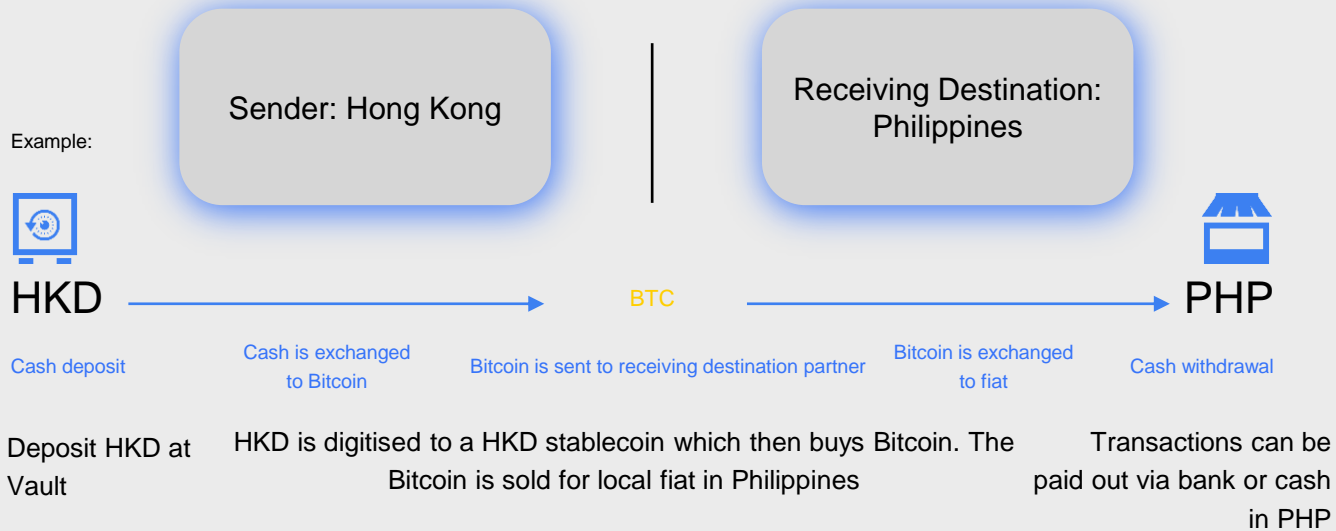 Sender: Hong Kong
Receiving Destination:
Philippines
Example:
HKD
BTC
PHP
Cash deposit
Cash is exchanged
to Bitcoin
Bitcoin is sent to receiving destination partner
Bitcoin is exchanged
to fiat
Cash withdrawal
Deposit HKD at
Vault
HKD is digitised to a HKD stablecoin which then buys Bitcoin. The
Bitcoin is sold for local fiat in Philippines
Transactions can be
paid out via bank or cash
in PHP